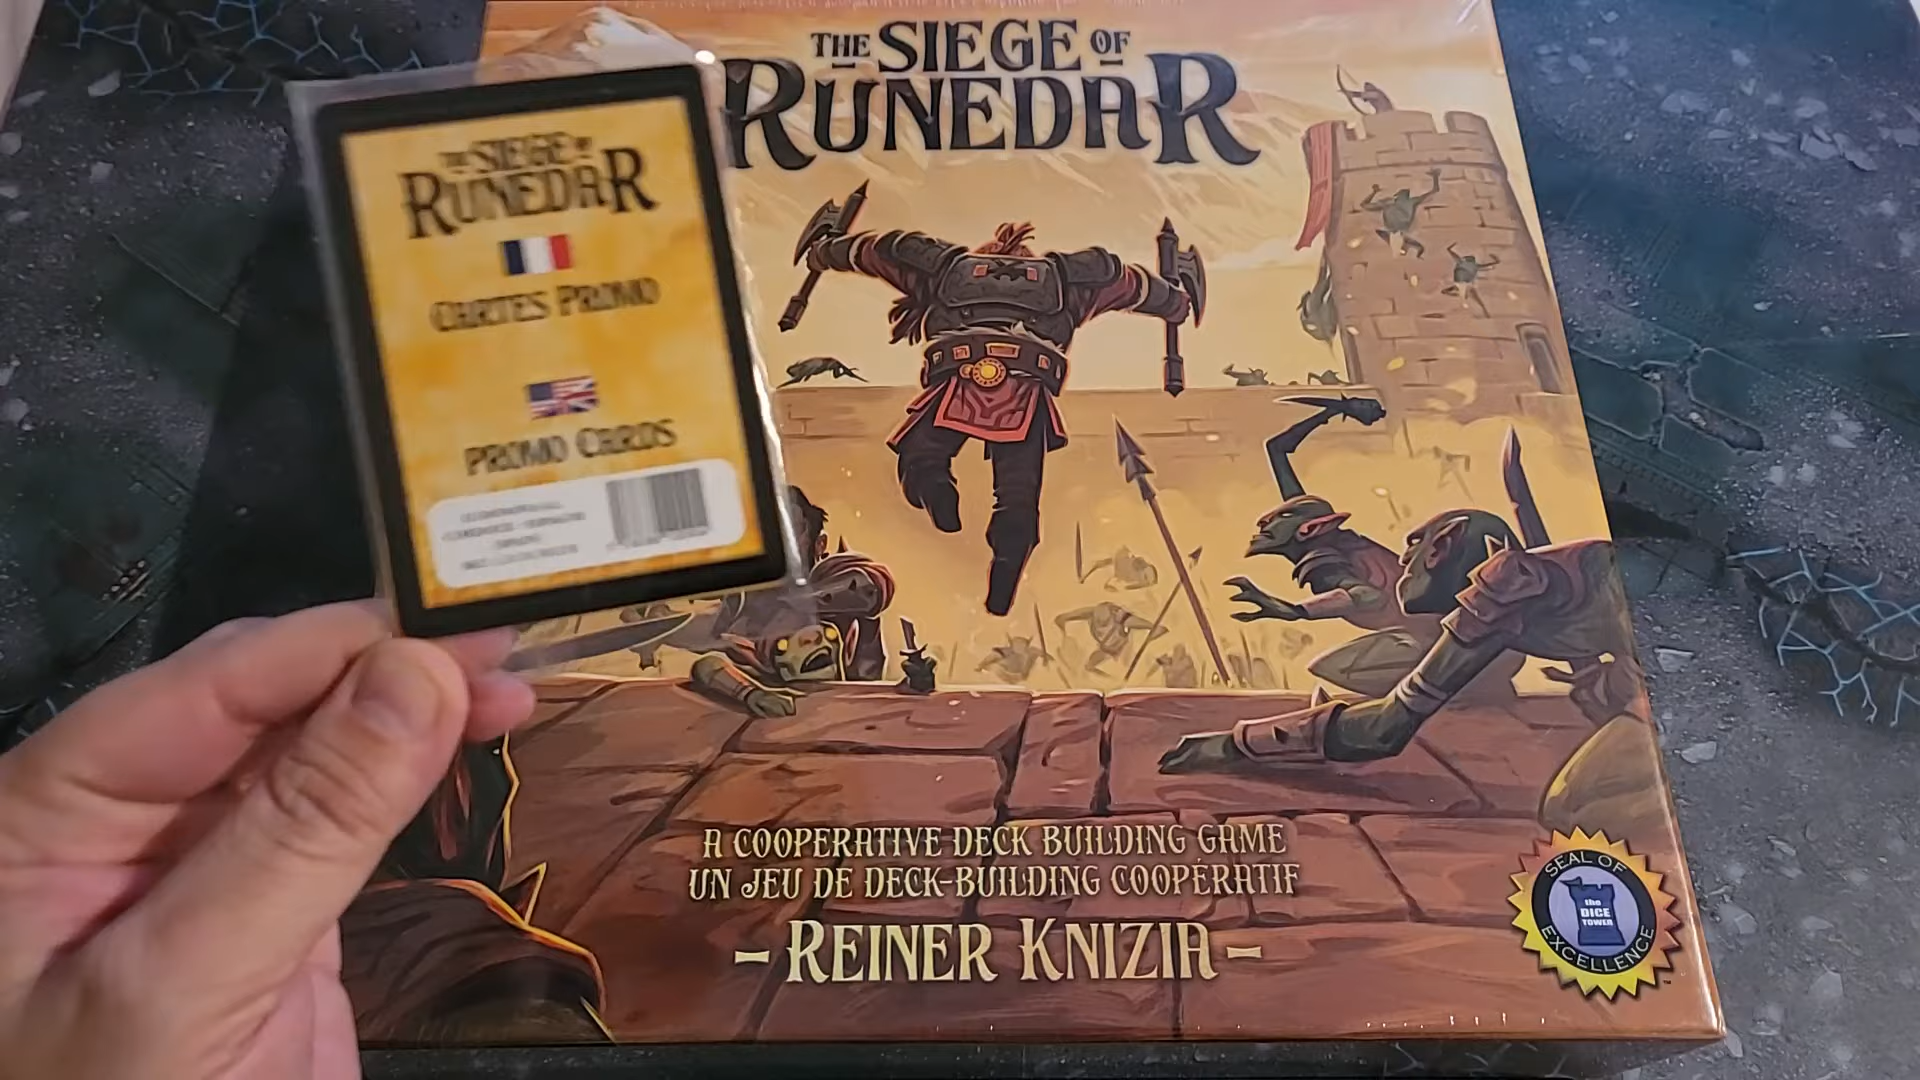 THE SIEGE OF
RUNEDAR
THE SIEGE OF
RUNEDAR
CARTES PROMO
PROMO CARDS
A COOPERATIVE DECK BUILDING GAME
UN JEU DE DECK-BUILDING COOPÉRATIF
– REINER KNIZIA –
SEAL OF
the
DICE
TOWER
EXCELLENCE
™